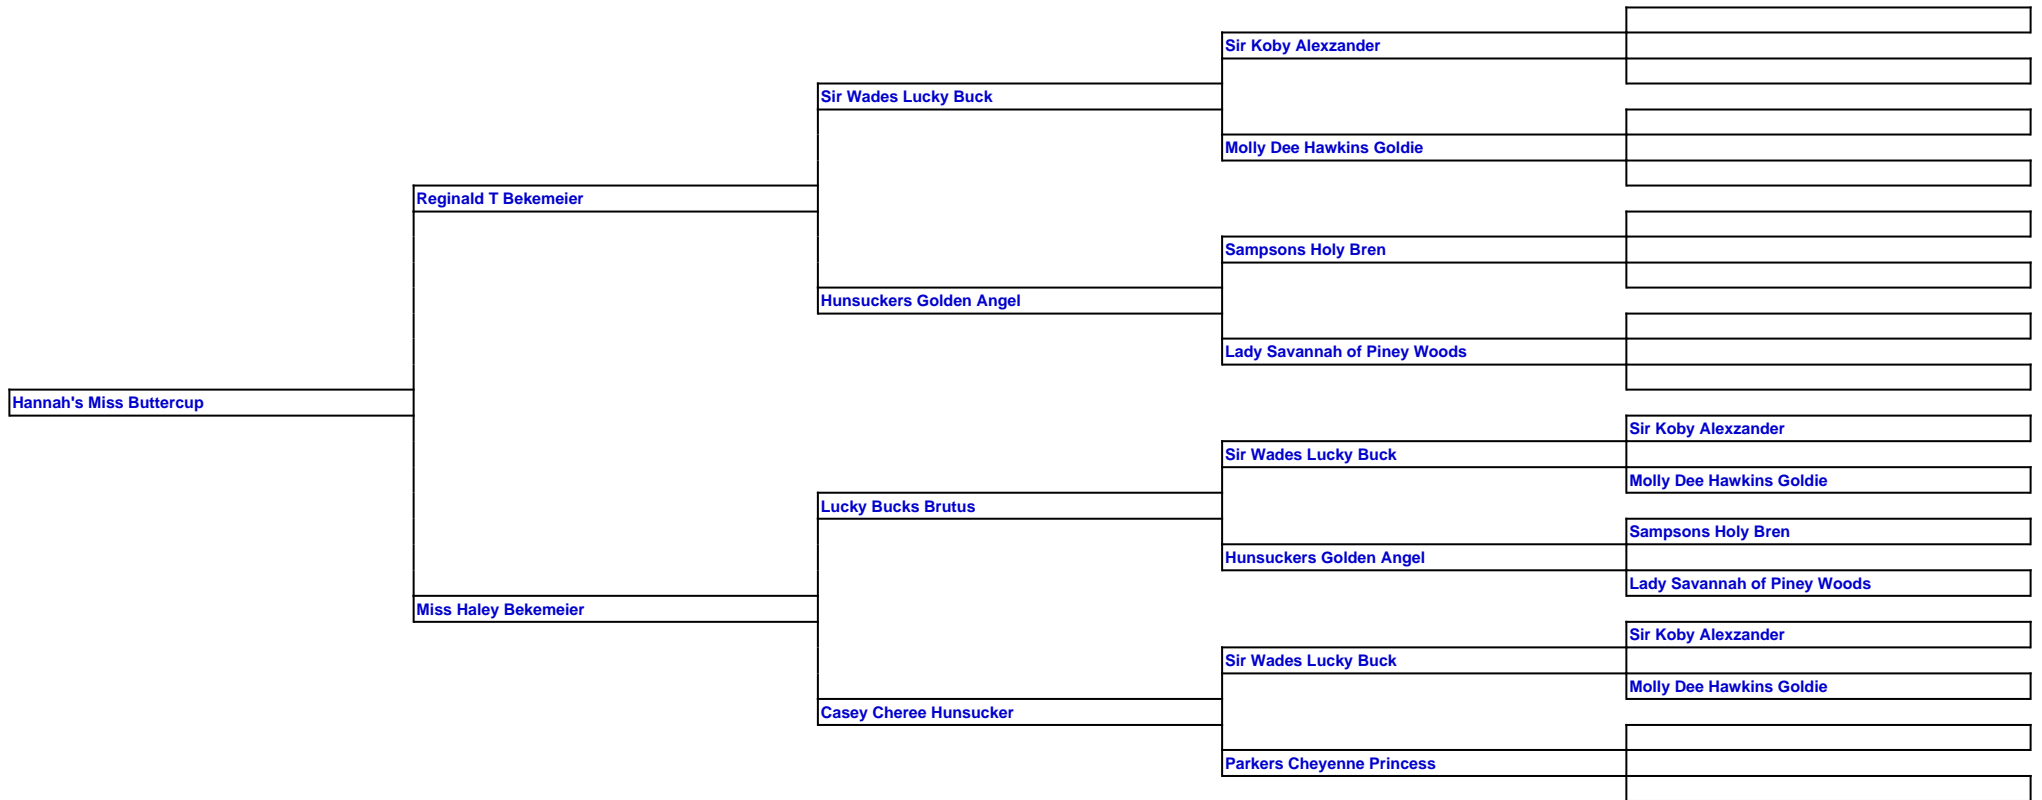 Sir Koby Alexzander
Sir Wades Lucky Buck
Molly Dee Hawkins Goldie
Reginald T Bekemeier
Sampsons Holy Bren
Hunsuckers Golden Angel
Lady Savannah of Piney Woods
Hannah's Miss Buttercup
Sir Koby Alexzander
Sir Wades Lucky Buck
Molly Dee Hawkins Goldie
Lucky Bucks Brutus
Sampsons Holy Bren
Hunsuckers Golden Angel
Lady Savannah of Piney Woods
Miss Haley Bekemeier
Sir Koby Alexzander
Sir Wades Lucky Buck
Molly Dee Hawkins Goldie
Casey Cheree Hunsucker
Parkers Cheyenne Princess